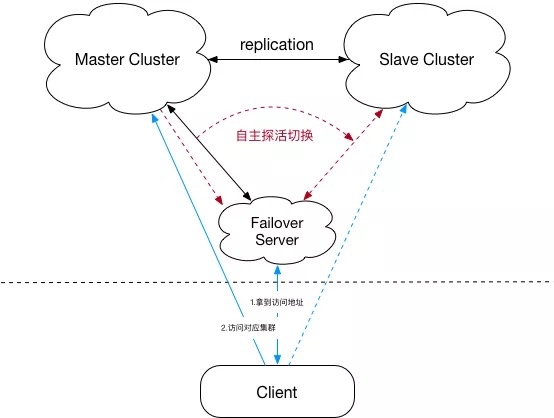 replication
Master Cluster
Slave Cluster
自主探活切换
Failover
Server
1.拿到访问地址
2.访问对应集群
Client